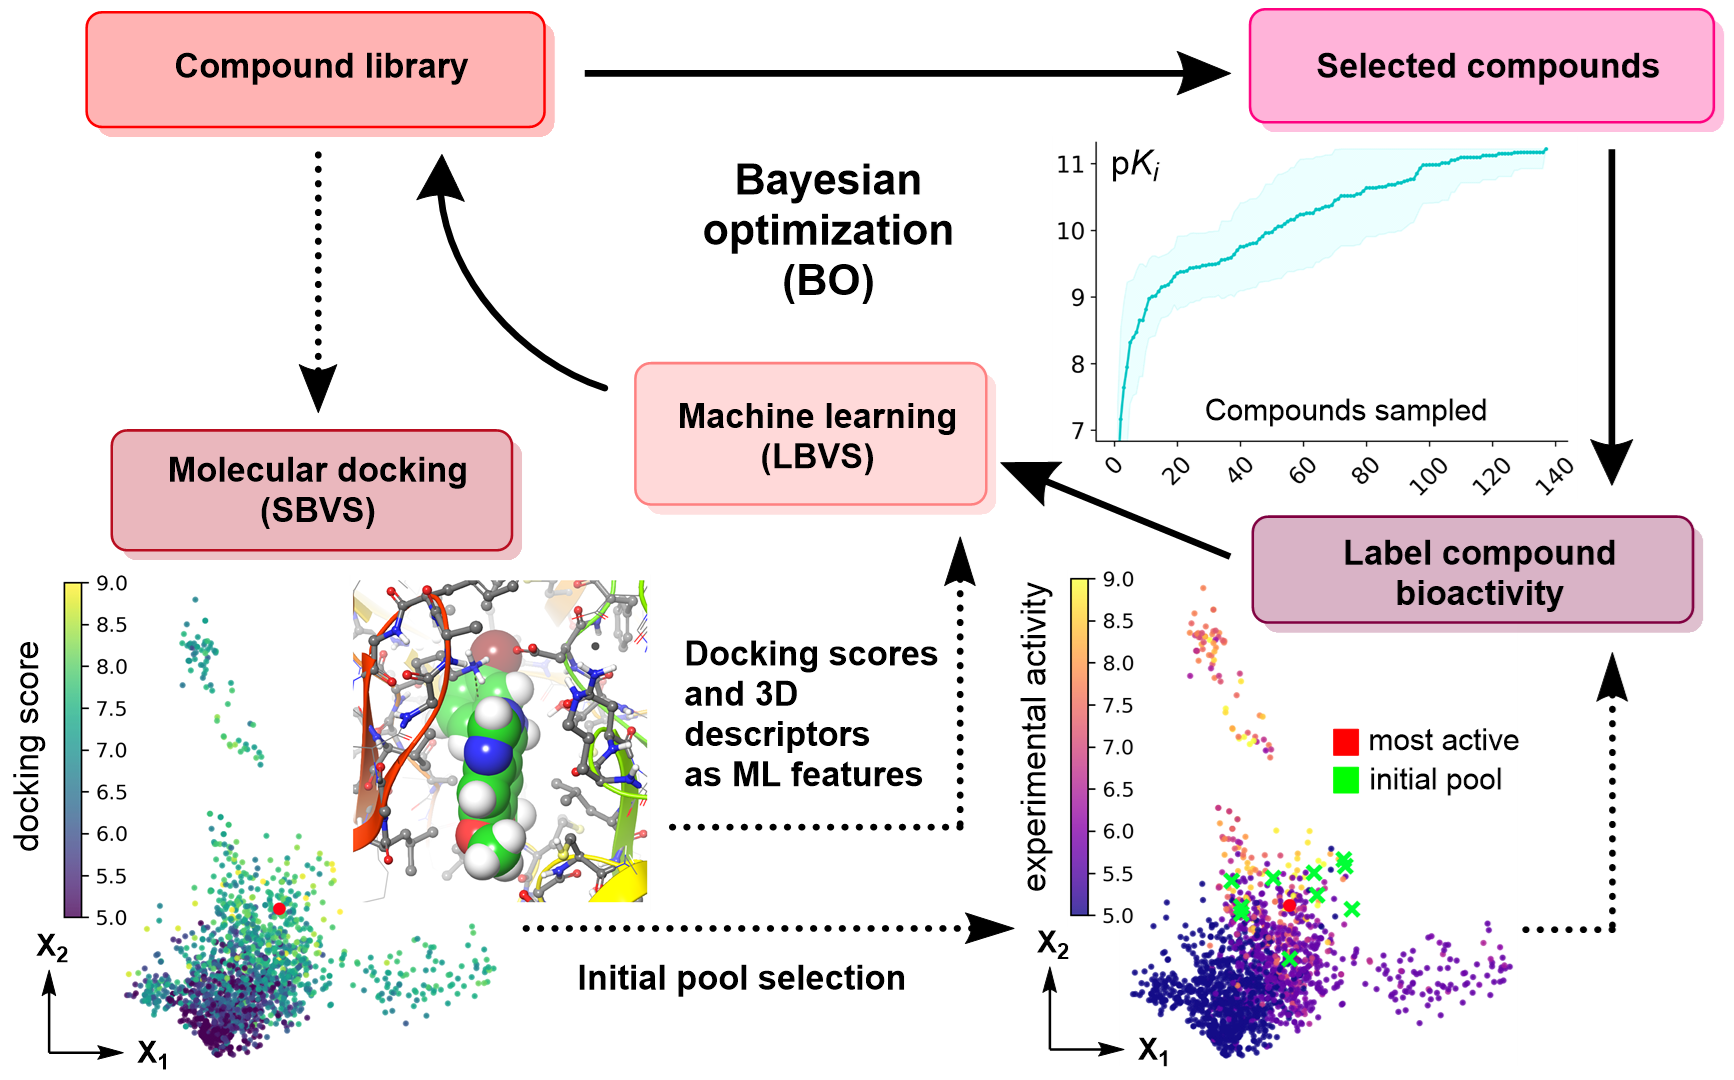 Compound library
Selected compounds
Bayesian
optimization
(BO)
pKi
11
10
9
8
7
Compounds sampled
0 20 40 60 80 100 120 140
Machine learning
(LBVS)
Molecular docking
(SBVS)
Label compound
bioactivity
docking score
9.0
8.5
8.0
7.5
7.0
6.5
6.0
5.5
5.0
X2
X1
Docking scores
and 3D
descriptors
as ML features
Initial pool selection
experimental activity
9.0
8.5
8.0
7.5
7.0
6.5
6.0
5.5
5.0
most active
initial pool
X2
X1